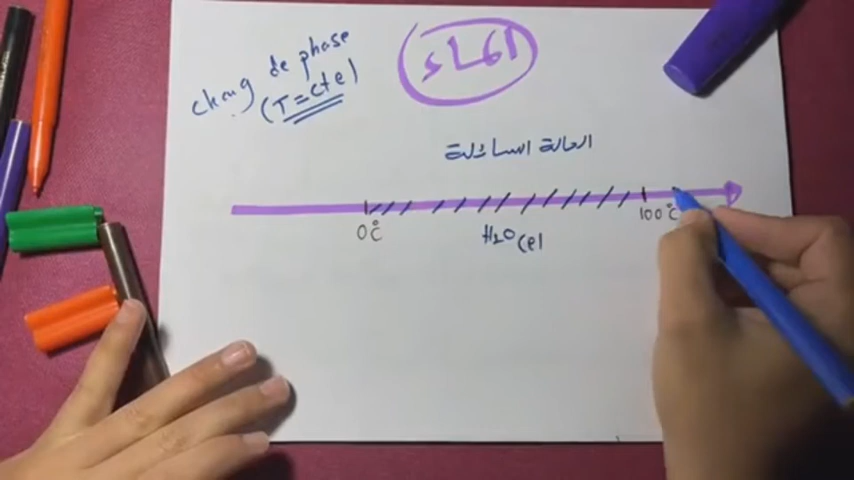 chang de phase
(T=cte)
الماء
الحالة السائلة
0°C
100°C
H₂O (l)